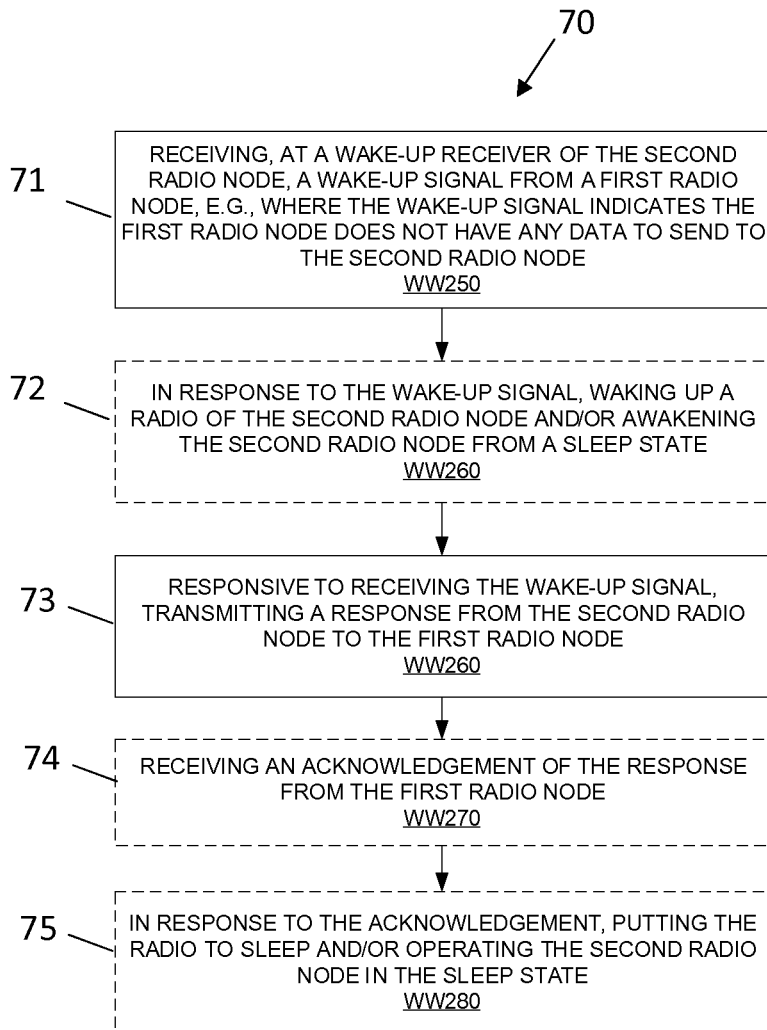 70
71
RECEIVING, AT A WAKE-UP RECEIVER OF THE SECOND
RADIO NODE, A WAKE-UP SIGNAL FROM A FIRST RADIO
NODE, E.G., WHERE THE WAKE-UP SIGNAL INDICATES THE
FIRST RADIO NODE DOES NOT HAVE ANY DATA TO SEND TO
THE SECOND RADIO NODE
WW250
72
IN RESPONSE TO THE WAKE-UP SIGNAL, WAKING UP A
RADIO OF THE SECOND RADIO NODE AND/OR AWAKENING
THE SECOND RADIO NODE FROM A SLEEP STATE
WW260
73
RESPONSIVE TO RECEIVING THE WAKE-UP SIGNAL,
TRANSMITTING A RESPONSE FROM THE SECOND RADIO
NODE TO THE FIRST RADIO NODE
WW260
74
RECEIVING AN ACKNOWLEDGEMENT OF THE RESPONSE
FROM THE FIRST RADIO NODE
WW270
75
IN RESPONSE TO THE ACKNOWLEDGEMENT, PUTTING THE
RADIO TO SLEEP AND/OR OPERATING THE SECOND RADIO
NODE IN THE SLEEP STATE
WW280